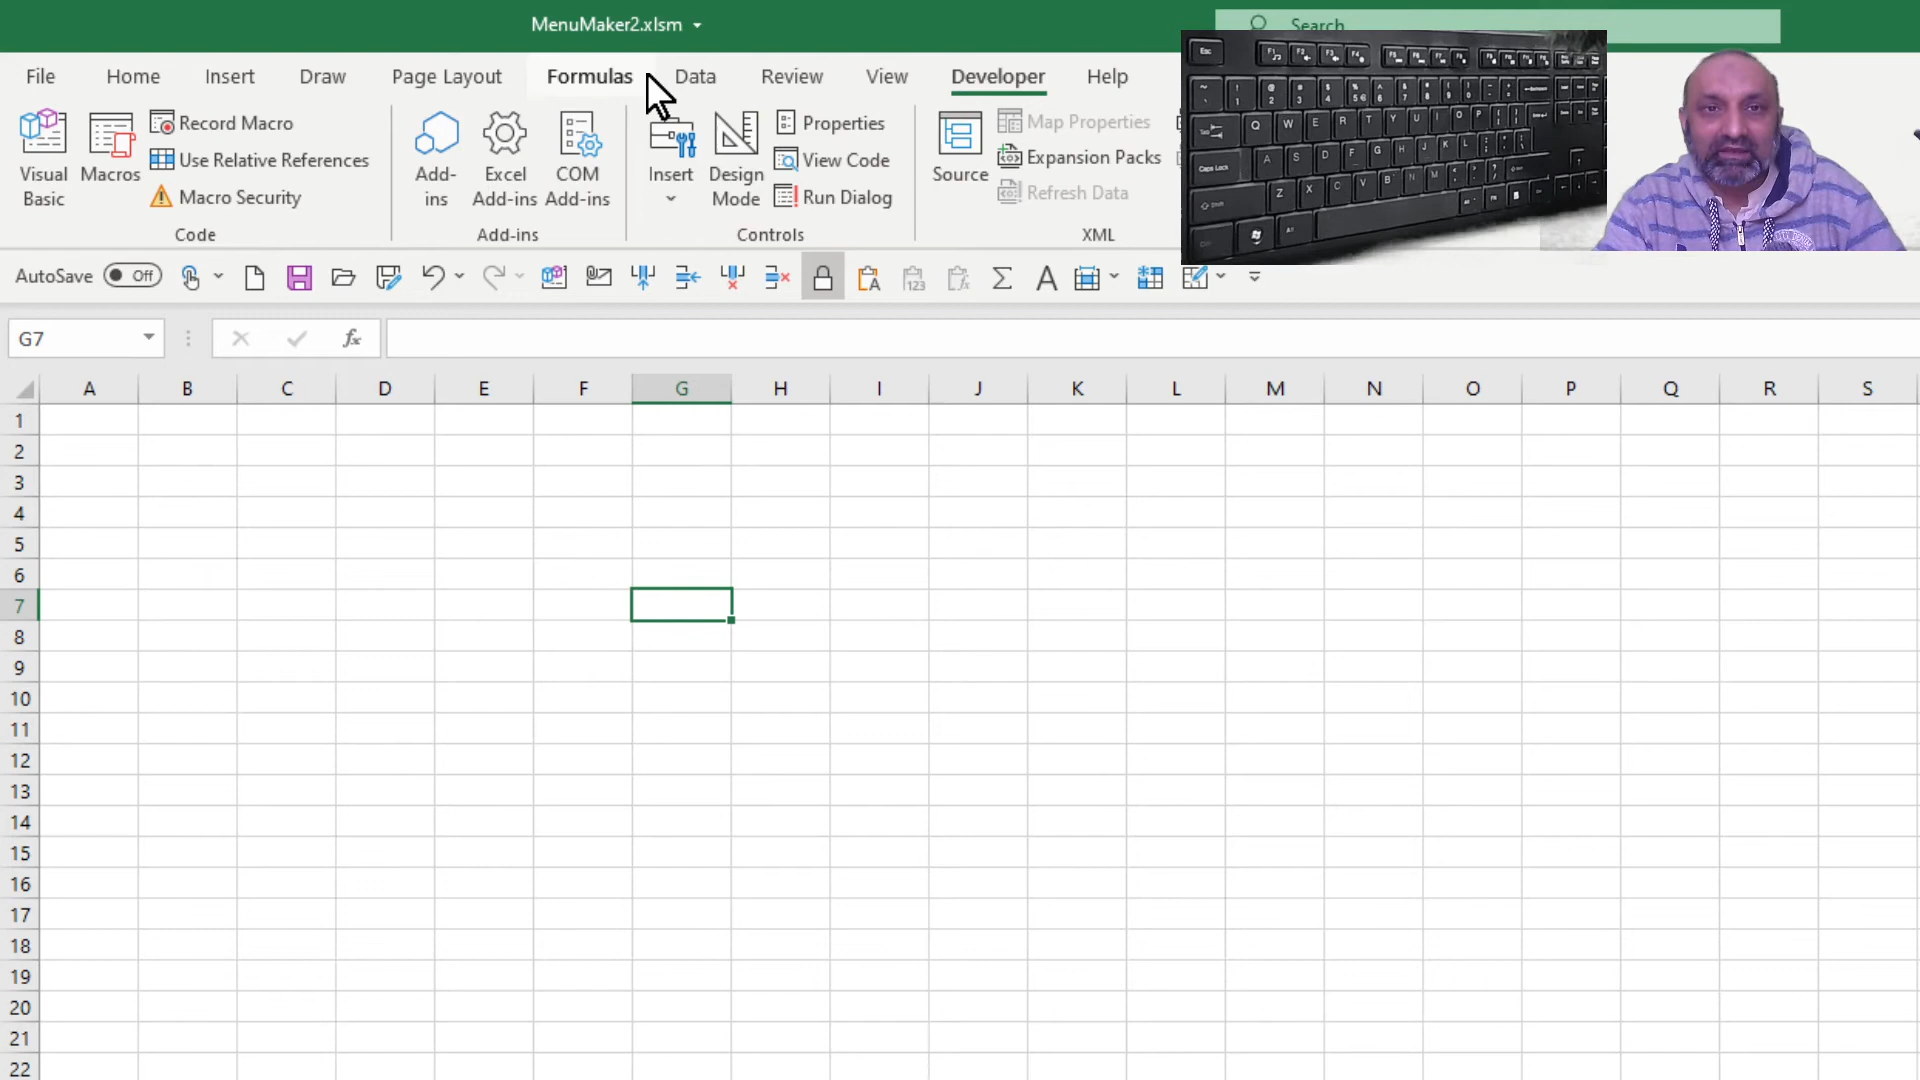 MenuMaker2.xlsm
Search
File Home Insert Draw Page Layout Formulas Data Review View Developer Help
Visual Basic
Macros
Record Macro
Use Relative References
Macro Security
Code
Add-ins
Excel Add-ins
COM Add-ins
Add-ins
Insert
Design Mode
Properties
View Code
Run Dialog
Controls
Source
Map Properties
Expansion Packs
Refresh Data
XML
AutoSave Off
G7
fx
A B C D E F G H I J K L M N O P Q R S
1
2
3
4
5
6
7
8
9
10
11
12
13
14
15
16
17
18
19
20
21
22